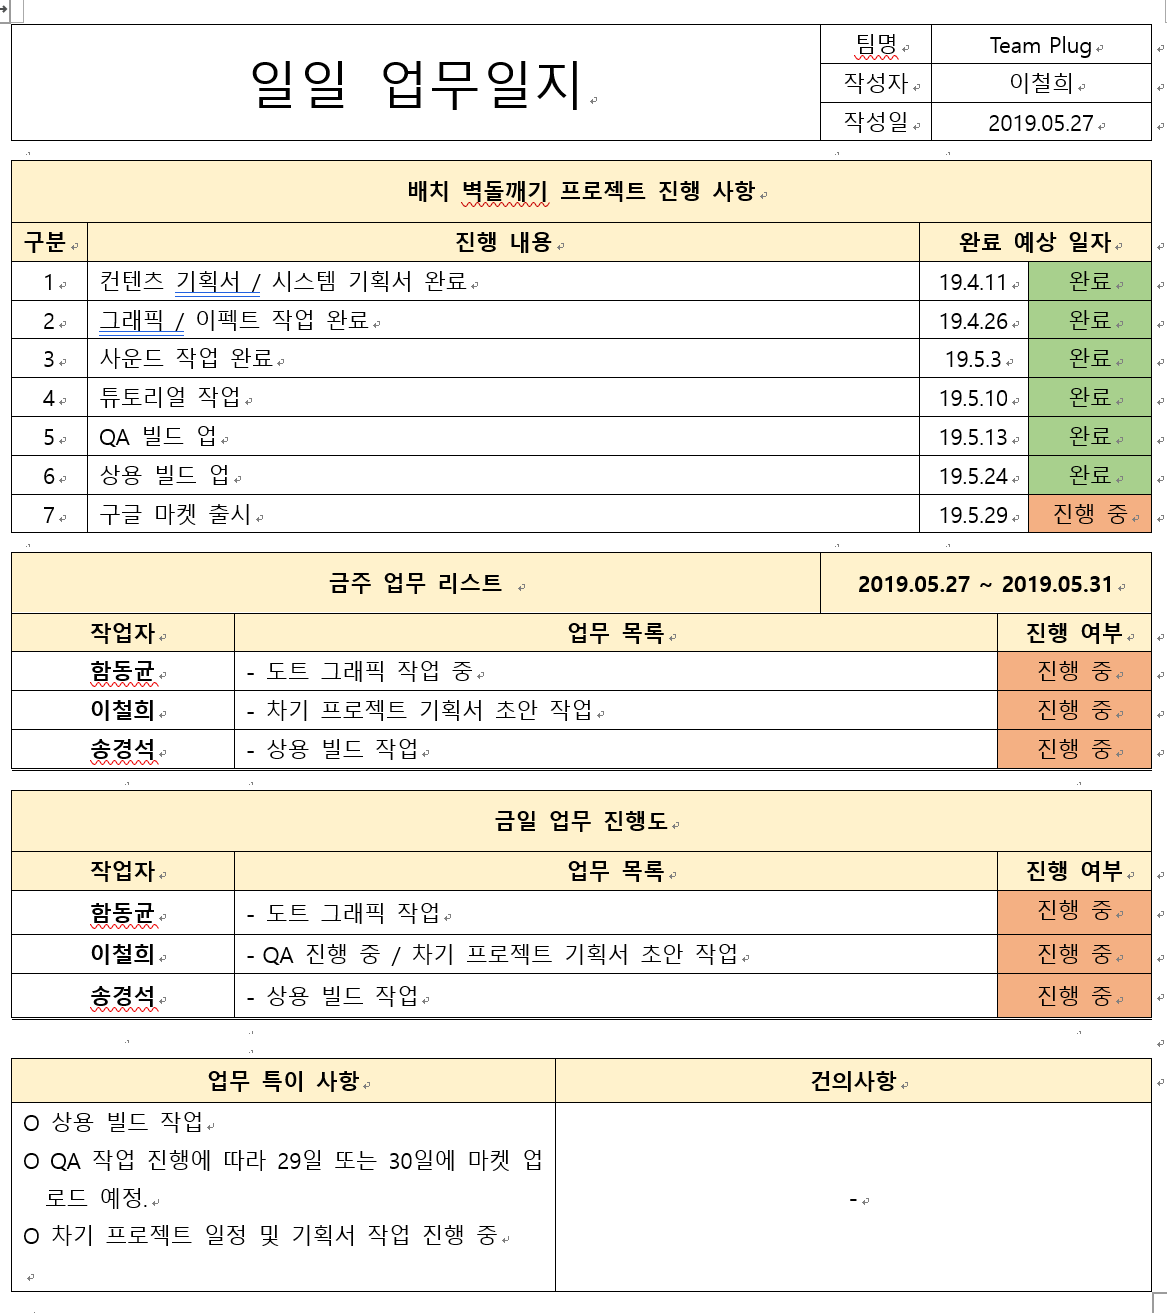 일일 업무일지
팀명 Team Plug
작성자 이철희
작성일 2019.05.27
배치 벽돌깨기 프로젝트 진행 사항
구분 진행 내용 완료 예상 일자
1 컨텐츠 기획서 / 시스템 기획서 완료 19.4.11 완료
2 그래픽 / 이펙트 작업 완료 19.4.26 완료
3 사운드 작업 완료 19.5.3 완료
4 튜토리얼 작업 19.5.10 완료
5 QA 빌드 업 19.5.13 완료
6 상용 빌드 업 19.5.24 완료
7 구글 마켓 출시 19.5.29 진행 중
금주 업무 리스트 2019.05.27 ~ 2019.05.31
작업자 업무 목록 진행 여부
함동균 - 도트 그래픽 작업 중 진행 중
이철희 - 차기 프로젝트 기획서 초안 작업 진행 중
송경석 - 상용 빌드 작업 진행 중
금일 업무 진행도
작업자 업무 목록 진행 여부
함동균 - 도트 그래픽 작업 진행 중
이철희 - QA 진행 중 / 차기 프로젝트 기획서 초안 작업 진행 중
송경석 - 상용 빌드 작업 진행 중
업무 특이 사항 건의사항
O 상용 빌드 작업
O QA 작업 진행에 따라 29일 또는 30일에 마켓 업
로드 예정.
-
O 차기 프로젝트 일정 및 기획서 작업 진행 중